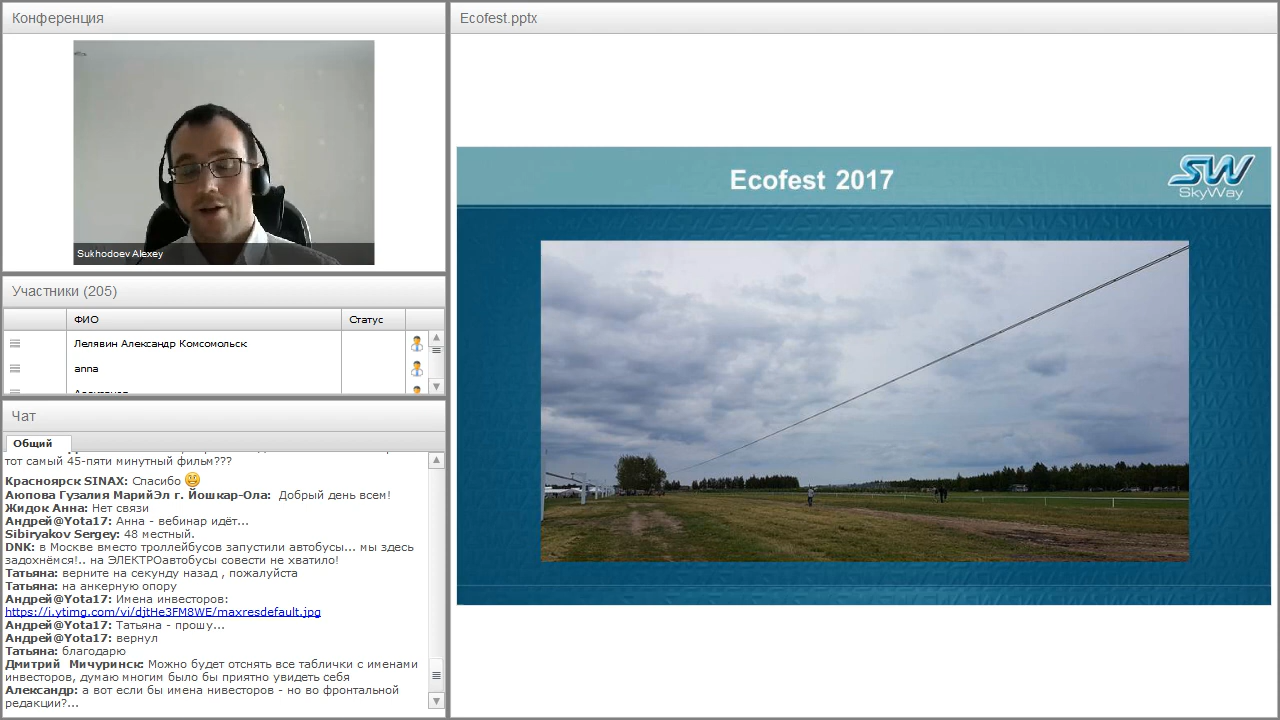 Конференция
Sukhodoev Alexey
Участники (205)
ФИО
Статус
Лелявин Александр Комсомольск
anna
Чат
Общий
тот самый 45-пяти минутный фильм???
Красноярск SINAX: Спасибо
Аюпова Гузалия МарийЭл г. Йошкар-Ола: Добрый день всем!
Жидок Анна: Нет связи
Андрей@Yota17: Анна - вебинар идёт...
Sibiryakov Sergey: 48 местный.
DNK: в Москве вместо троллейбусов запустили автобусы... мы здесь
задохнёмся!.. на ЭЛЕКТРОавтобусы совести не хватило!
Татьяна: верните на секунду назад , пожалуйста
Татьяна: на анкерную опору
Андрей@Yota17: Имена инвесторов:
https://i.ytimg.com/vi/djtHe3FM8WE/maxresdefault.jpg
Андрей@Yota17: Татьяна - прошу...
Андрей@Yota17: вернул
Татьяна: благодарю
Дмитрий Мичуринск: Можно будет отснять все таблички с именами
инвесторов, думаю многим было бы приятно увидеть себя
Александр: а вот если бы имена нивесторов - но во фронтальной
редакции?...
Ecofest.pptx
Ecofest 2017
SW
SkyWay